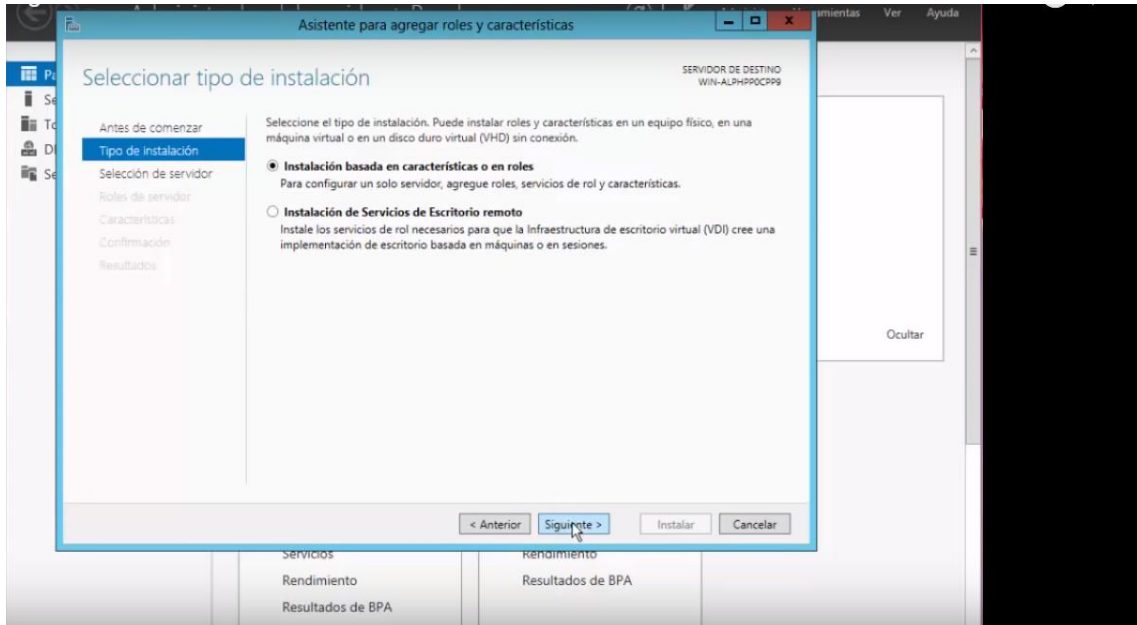 Asistente para agregar roles y características
Ver
Ayuda
Seleccionar tipo de instalación
SERVIDOR DE DESTINO
WIN-ALPHPP0CPP9
Antes de comenzar
Tipo de instalación
Selección de servidor
Roles de servidor
Características
Confirmación
Resultados
Seleccione el tipo de instalación. Puede instalar roles y características en un equipo físico, en una
máquina virtual o en un disco duro virtual (VHD) sin conexión.
Instalación basada en características o en roles
Para configurar un solo servidor, agregue roles, servicios de rol y características.
Instalación de Servicios de Escritorio remoto
Instale los servicios de rol necesarios para que la Infraestructura de escritorio virtual (VDI) cree una
implementación de escritorio basada en máquinas o en sesiones.
Ocultar
< Anterior
Siguiente >
Instalar
Cancelar
Servicios
Rendimiento
Resultados de BPA
Rendimiento
Resultados de BPA